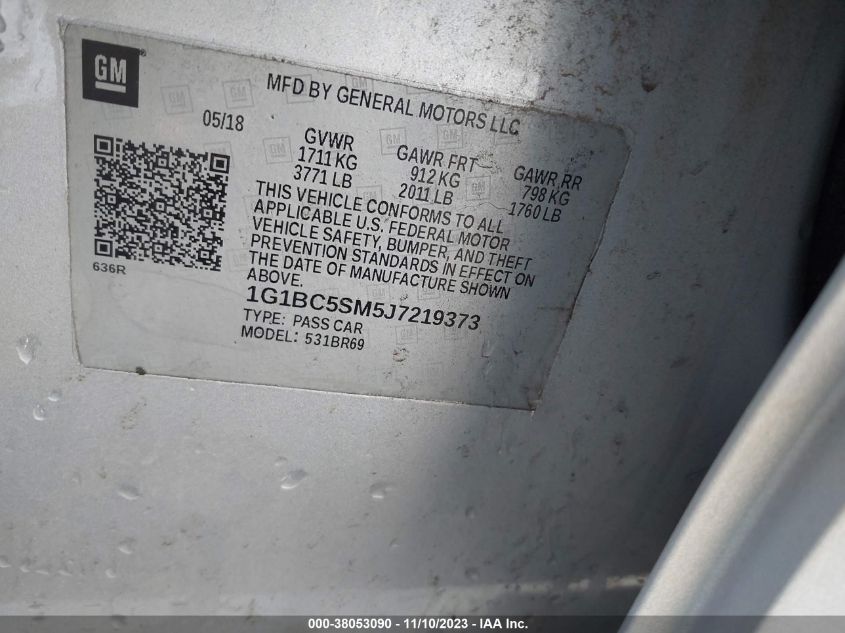 GM
MFD BY GENERAL MOTORS LLC
05/18
GVWR GAWR FRT GAWR RR
1711 KG 912 KG 798 KG
3771 LB 2011 LB 1760 LB
THIS VEHICLE CONFORMS TO ALL
APPLICABLE U.S. FEDERAL MOTOR
VEHICLE SAFETY, BUMPER, AND THEFT
PREVENTION STANDARDS IN EFFECT ON
THE DATE OF MANUFACTURE SHOWN
ABOVE.
636R
1G1BC5SM5J7219373
TYPE: PASS CAR
MODEL: 531BR69
000-38053090 - 11/10/2023 - IAA Inc.